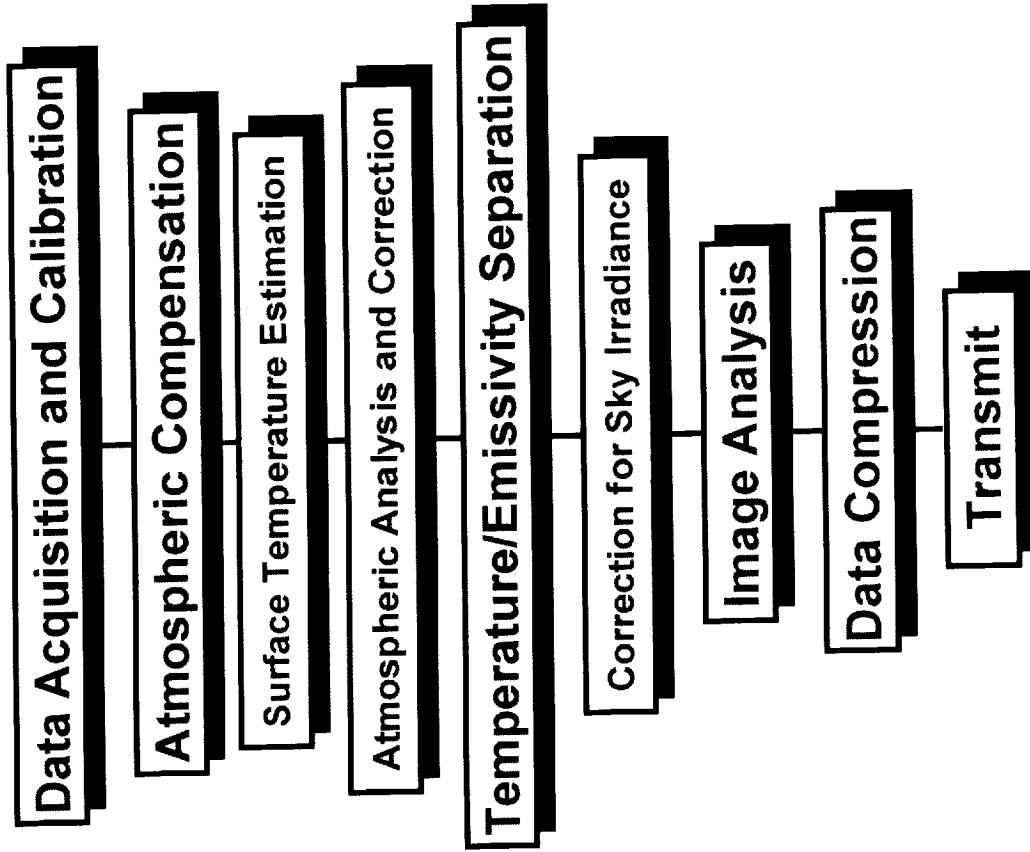 Data Acquisition and Calibration
Atmospheric Compensation
Surface Temperature Estimation
Atmospheric Analysis and Correction
Temperature/Emissivity Separation
Correction for Sky Irradiance
Image Analysis
Data Compression
Transmit